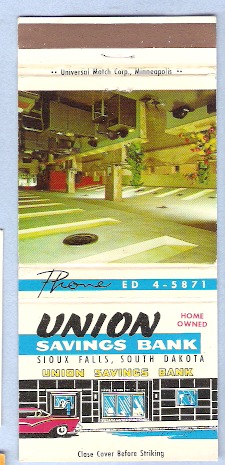 ·· Universal Match Corp., Minneapolis ··
Phone ED 4-5871
UNION
HOME
OWNED
SAVINGS BANK
SIOUX FALLS, SOUTH DAKOTA
UNION SAVINGS BANK
Close Cover Before Striking